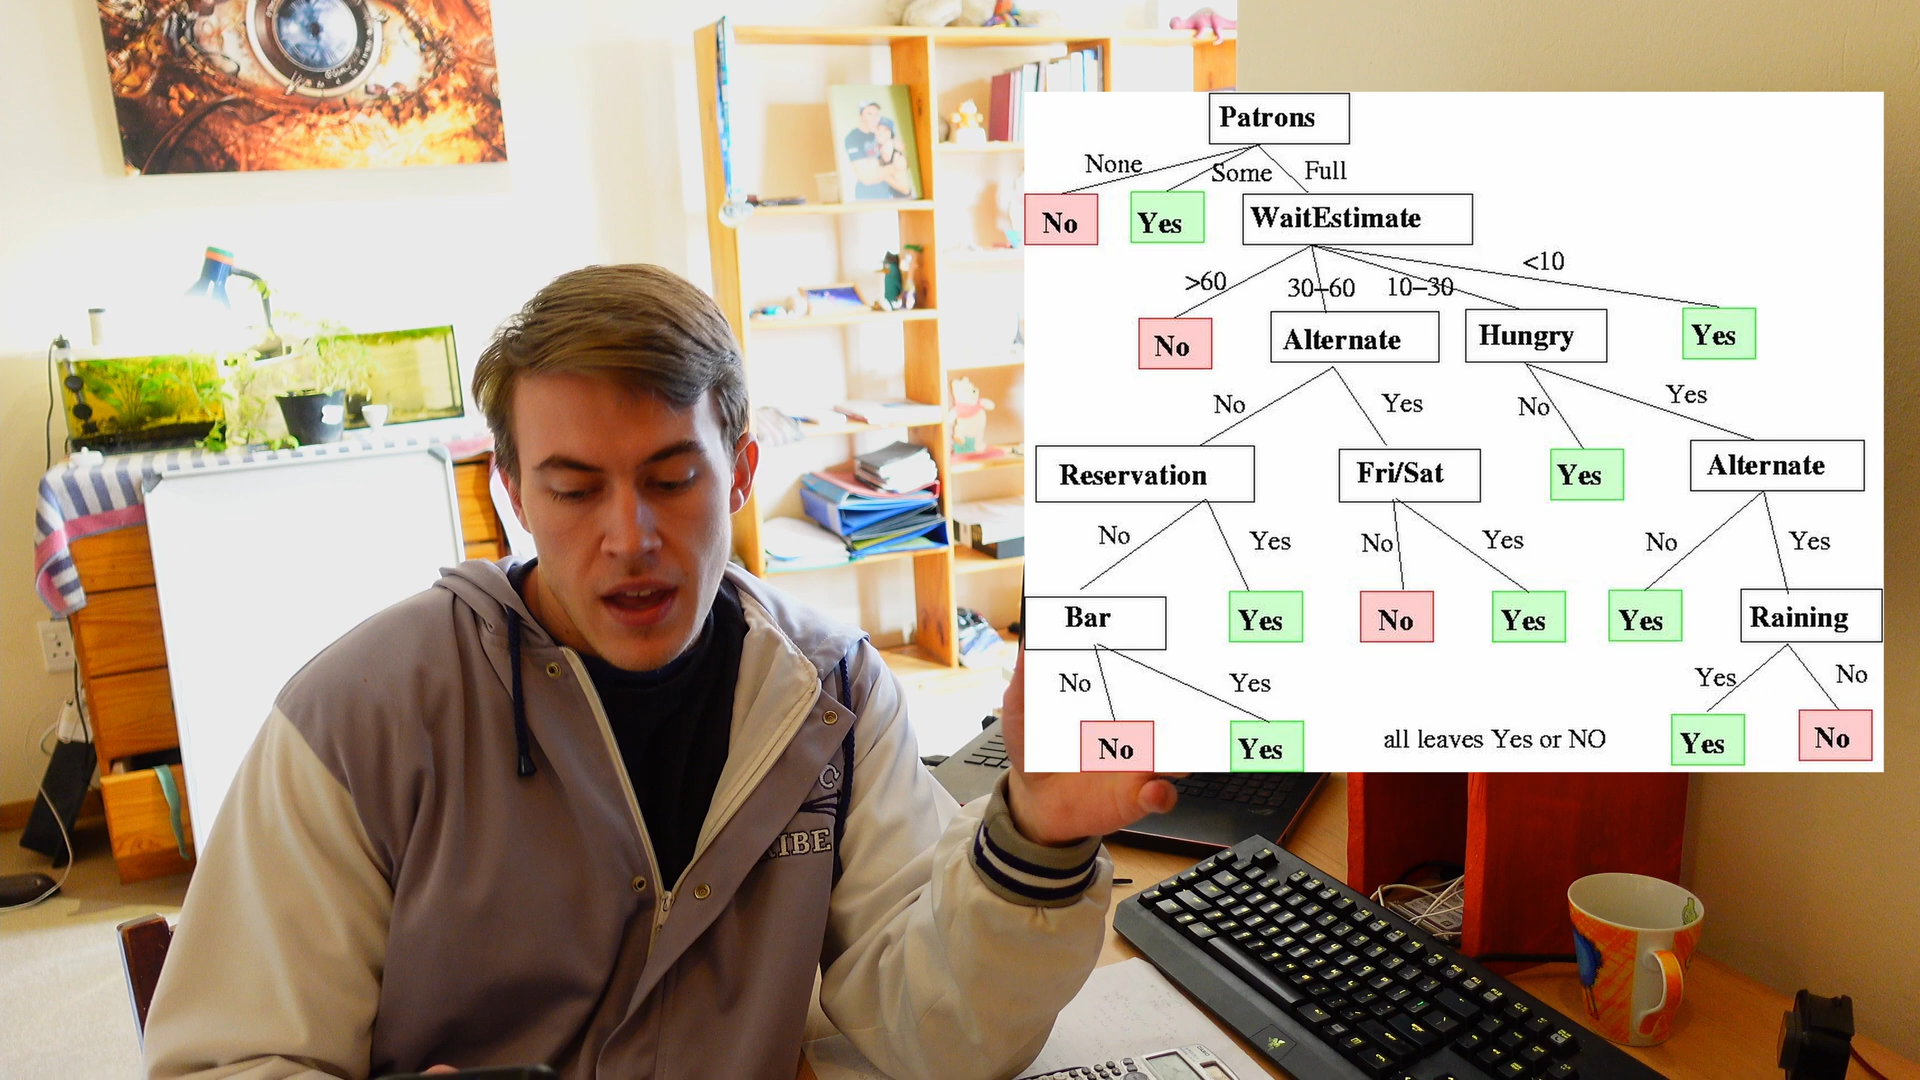 Patrons
None Some Full
No Yes WaitEstimate
>60 30–60 10–30 <10
No Alternate Hungry Yes
No Yes No Yes
Reservation Fri/Sat Yes Alternate
No Yes No Yes No Yes
Bar Yes No Yes Yes Raining
No Yes Yes No
No Yes all leaves Yes or NO Yes No
RIBE